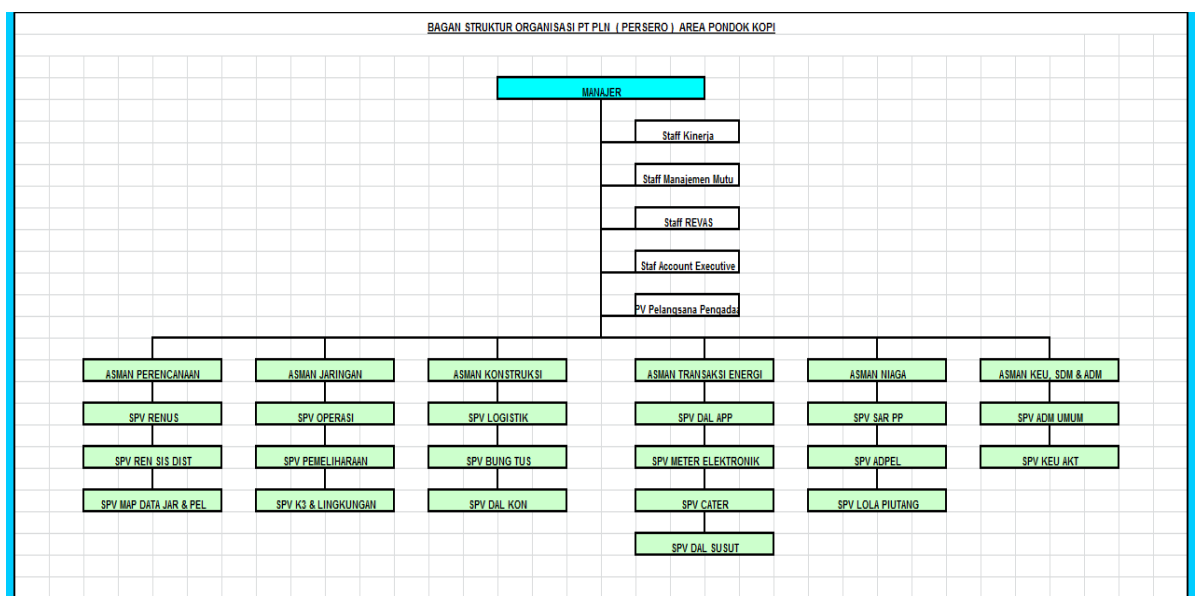 BAGAN STRUKTUR ORGANISASI PT PLN ( PERSERO ) AREA PONDOK KOPI
MANAJER
Staff Kinerja
Staff Manajemen Mutu
Staff REVAS
Staf Account Executive
PV Pelangsana Pengadaa
ASMAN PERENCANAAN
SPV RENUS
SPV REN SIS DIST
SPV MAP DATA JAR & PEL
ASMAN JARINGAN
SPV OPERASI
SPV PEMELIHARAAN
SPV K3 & LINGKUNGAN
ASMAN KONSTRUKSI
SPV LOGISTIK
SPV BUNG TUS
SPV DAL KON
ASMAN TRANSAKSI ENERGI
SPV DAL APP
SPV METER ELEKTRONIK
SPV CATER
SPV DAL SUSUT
ASMAN NIAGA
SPV SAR PP
SPV ADPEL
SPV LOLA PIUTANG
ASMAN KEU, SDM & ADM
SPV ADM UMUM
SPV KEU AKT